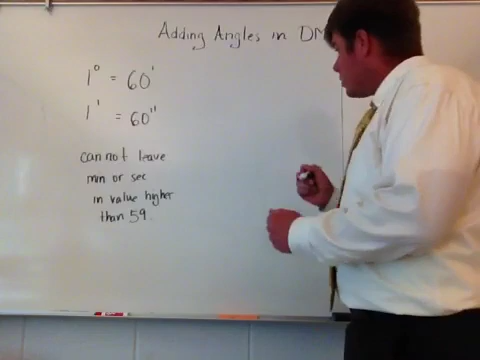 Adding Angles in DM
1° = 60'
1' = 60"
cannot leave
min or sec
in value higher
than 59.